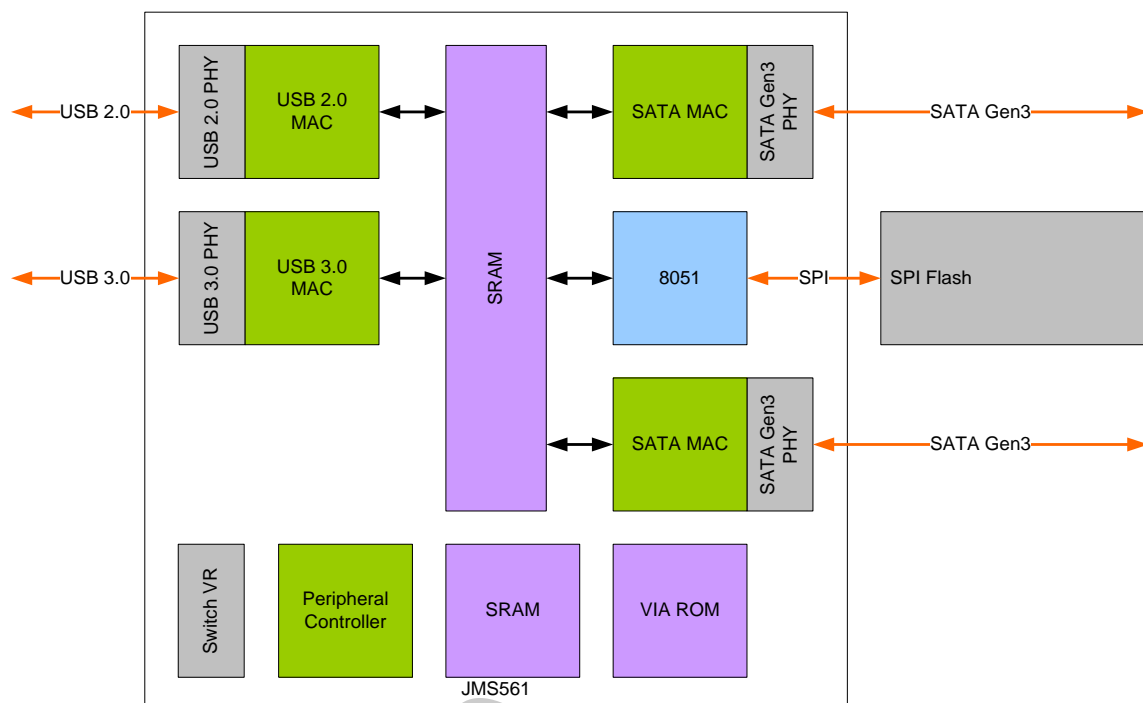 USB 2.0
USB 2.0 PHY
USB 2.0
MAC
SRAM
SATA MAC
SATA Gen3
PHY
SATA Gen3
USB 3.0
USB 3.0 PHY
USB 3.0
MAC
8051
SPI
SPI Flash
SATA MAC
SATA Gen3
PHY
SATA Gen3
Switch VR
Peripheral
Controller
SRAM
VIA ROM
JMS561